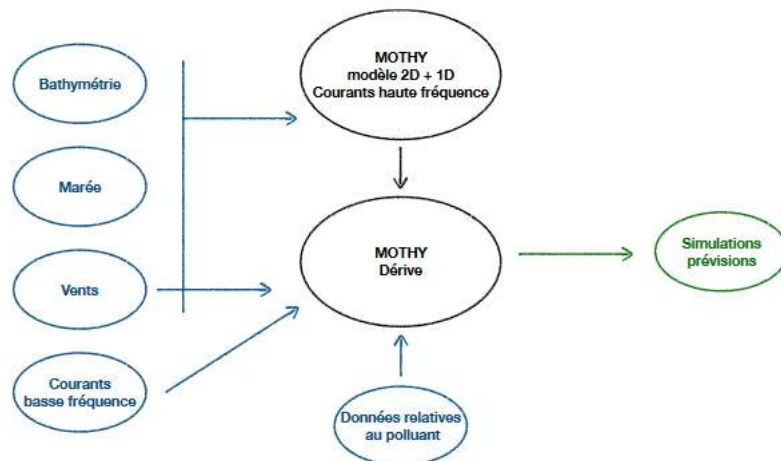 Bathymétrie
Marée
Vents
Courants
basse fréquence
MOTHY
modèle 2D + 1D
Courants haute fréquence
MOTHY
Dérive
Données relatives
au polluant
Simulations
prévisions